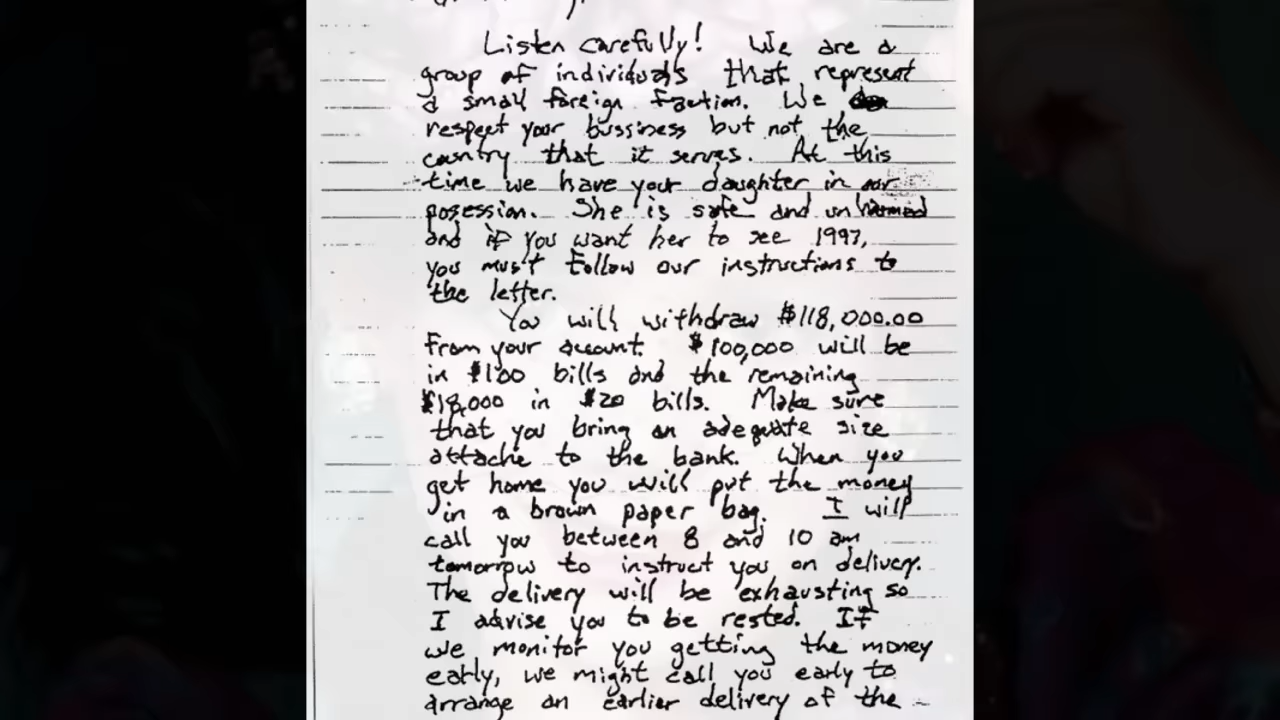 Listen carefully! We are a
group of individuals that represent
a small foreign faction. We
respect your bussiness but not the
country that it serves. At this
time we have your daughter in our
posession. She is safe and unharmed
and if you want her to see 1997,
you must follow our instructions to
the letter.
You will withdraw $118,000.00
from your account. $100,000 will be
in $100 bills and the remaining
$18,000 in $20 bills. Make sure
that you bring an adequate size
attache to the bank. When you
get home you will put the money
in a brown paper bag. I will
call you between 8 and 10 am
tomorrow to instruct you on delivery.
The delivery will be exhausting so
I advise you to be rested. If
we monitor you getting the money
early, we might call you early to
arrange an earlier delivery of the